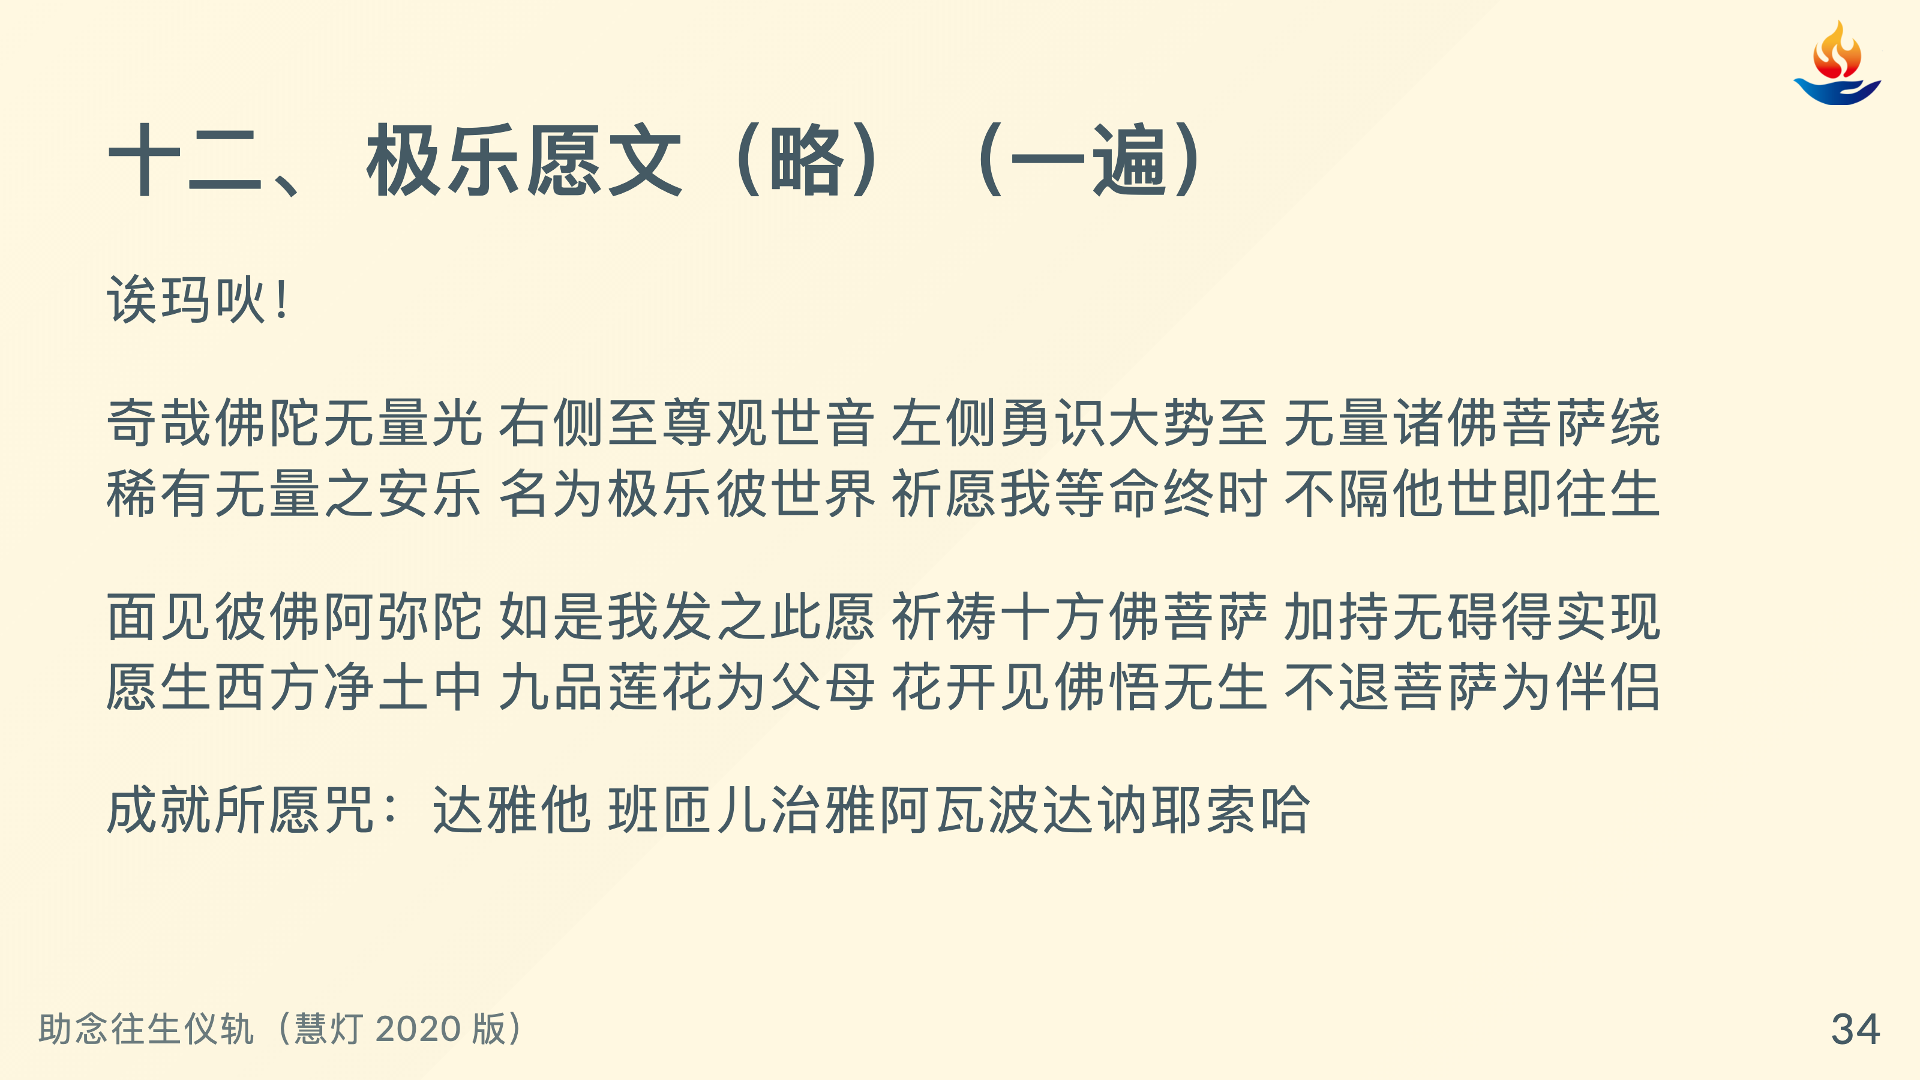 十二、 极乐愿文（略）（一遍）
诶玛吙！
奇哉佛陀无量光 右侧至尊观世音 左侧勇识大势至 无量诸佛菩萨绕
稀有无量之安乐 名为极乐彼世界 祈愿我等命终时 不隔他世即往生
面见彼佛阿弥陀 如是我发之此愿 祈祷十方佛菩萨 加持无碍得实现
愿生西方净土中 九品莲花为父母 花开见佛悟无生 不退菩萨为伴侣
成就所愿咒：达雅他 班匝儿治雅阿瓦波达讷耶索哈
助念往生仪轨（慧灯 2020 版）
34